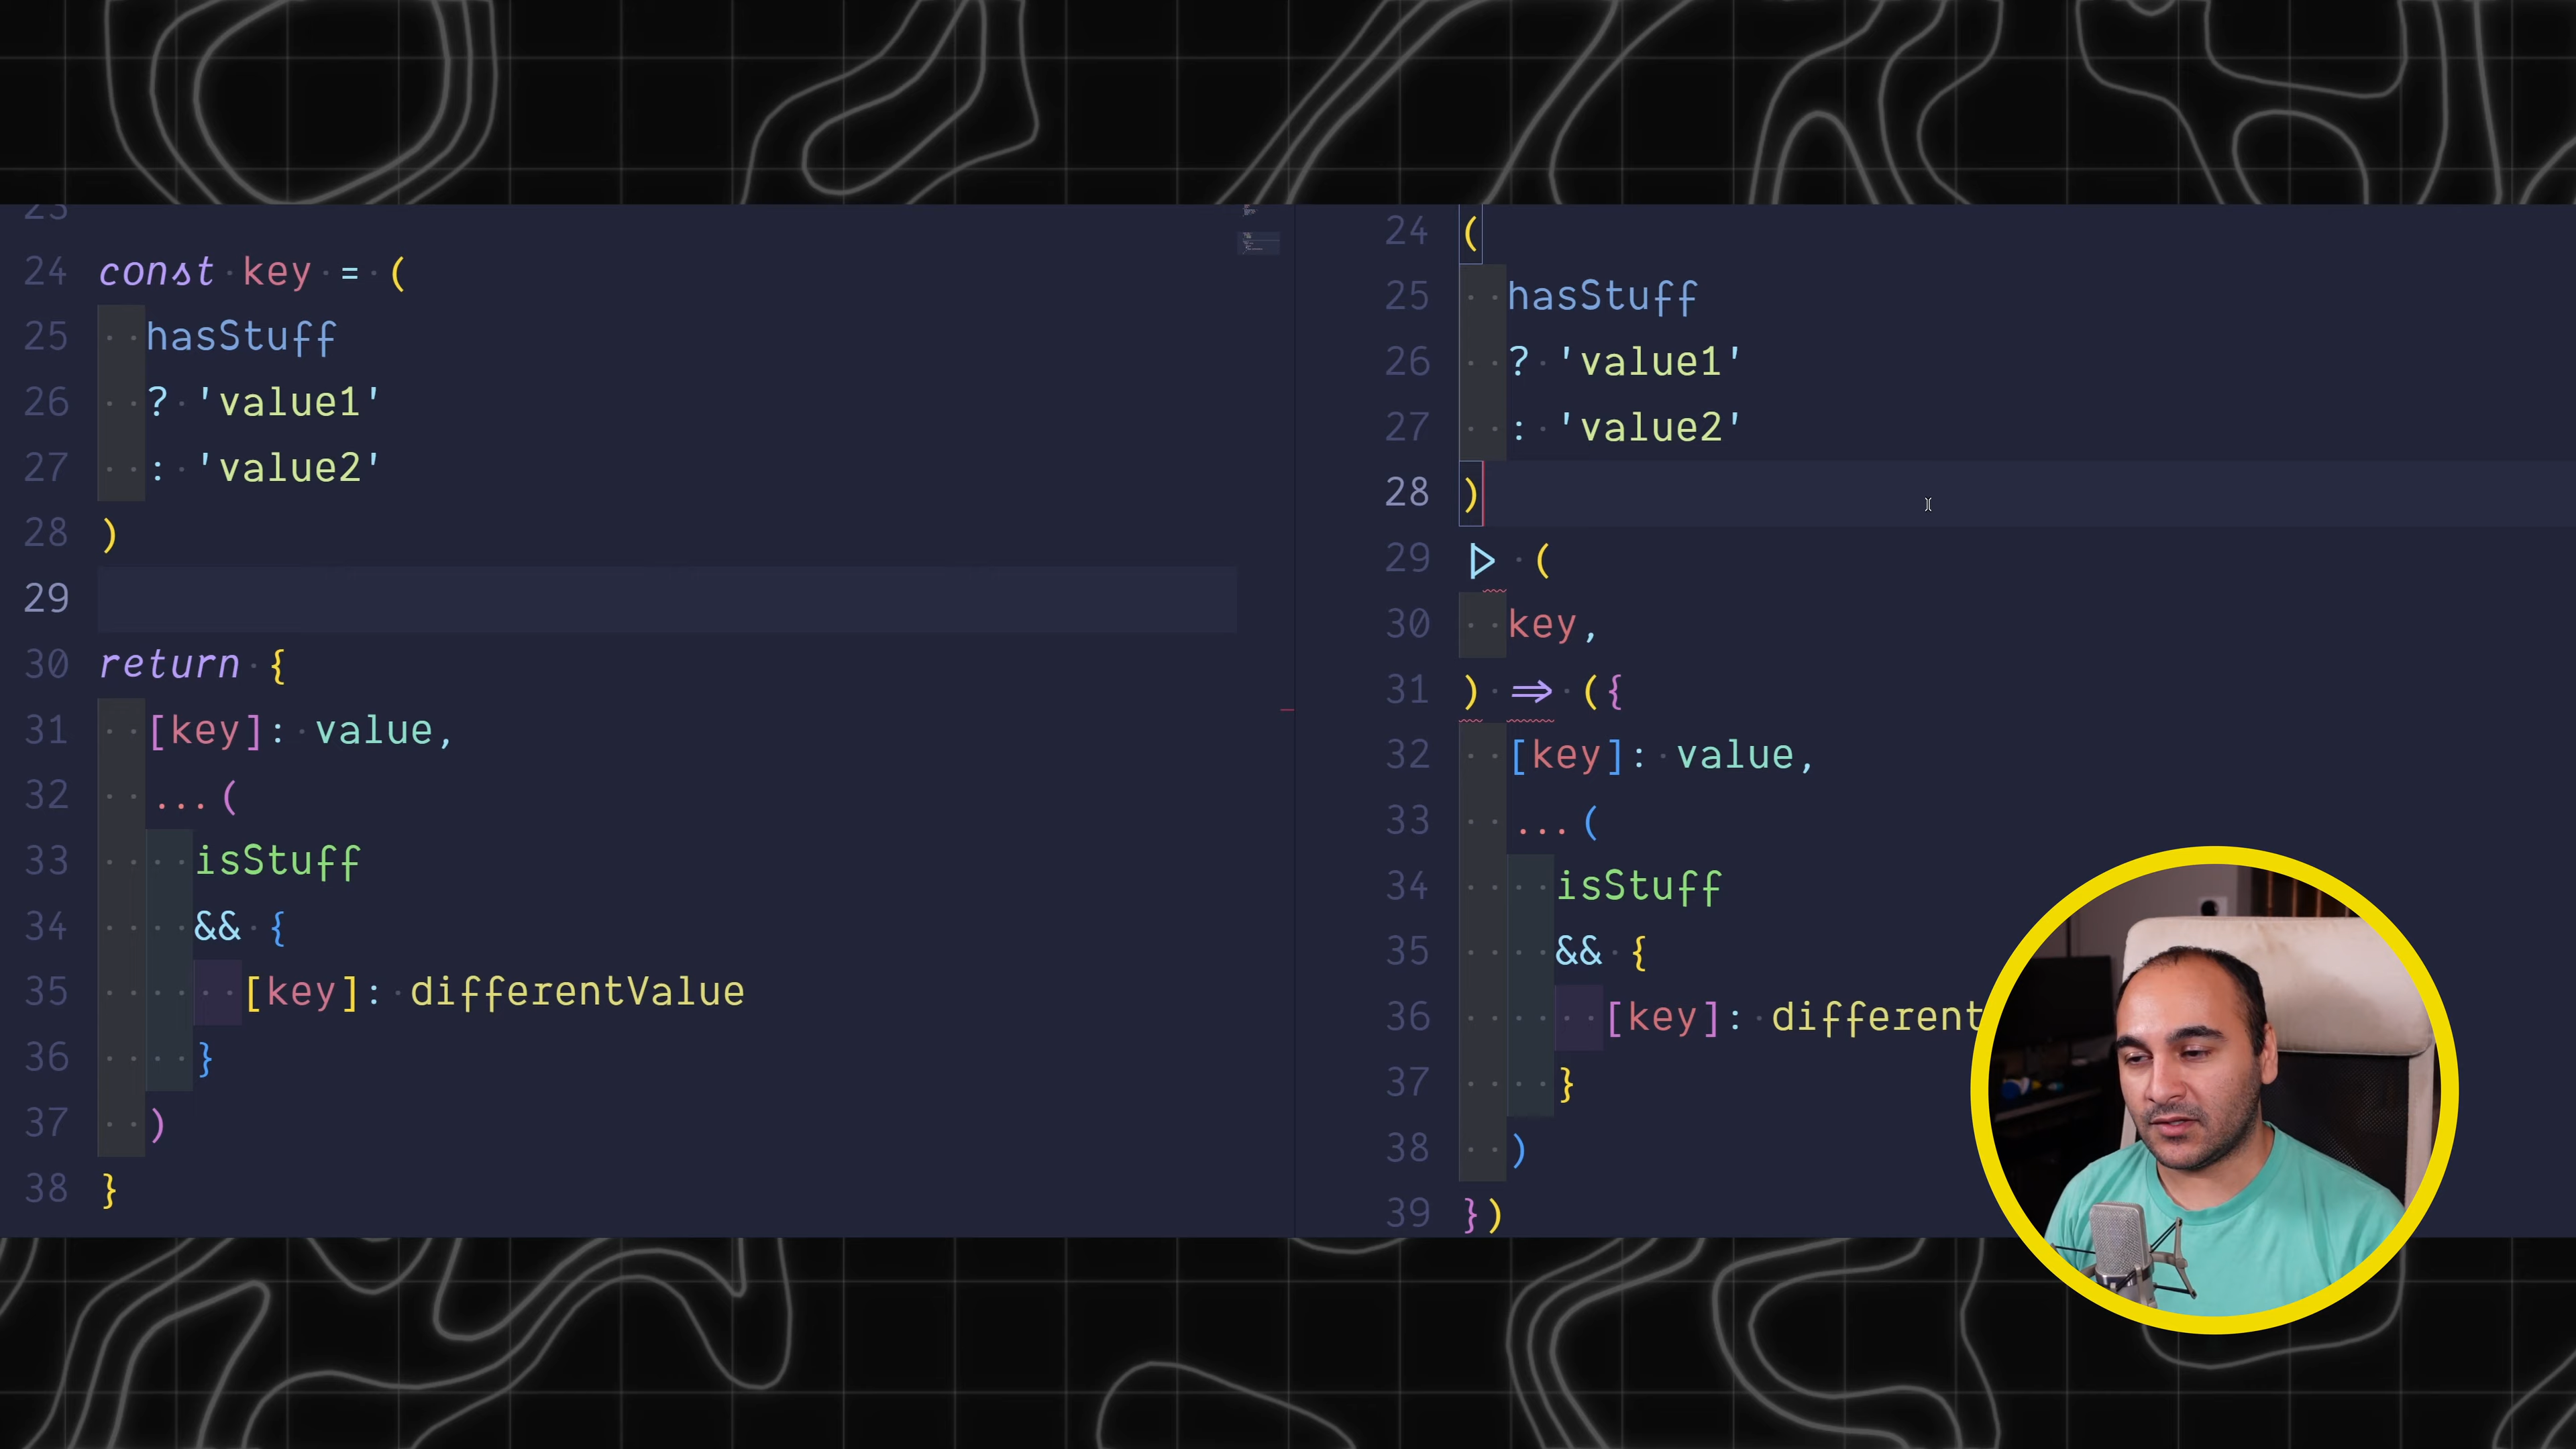 23
24 const key = (
25 hasStuff
26 ? 'value1'
27 : 'value2'
28 )
29
30 return {
31 [key]: value,
32 ...(
33 isStuff
34 && {
35 [key]: differentValue
36 }
37 )
38 }
24 (
25 hasStuff
26 ? 'value1'
27 : 'value2'
28 )
29 |> (
30 key,
31 ) => ({
32 [key]: value,
33 ...(
34 isStuff
35 && {
36 [key]: different
37 }
38 )
39 })